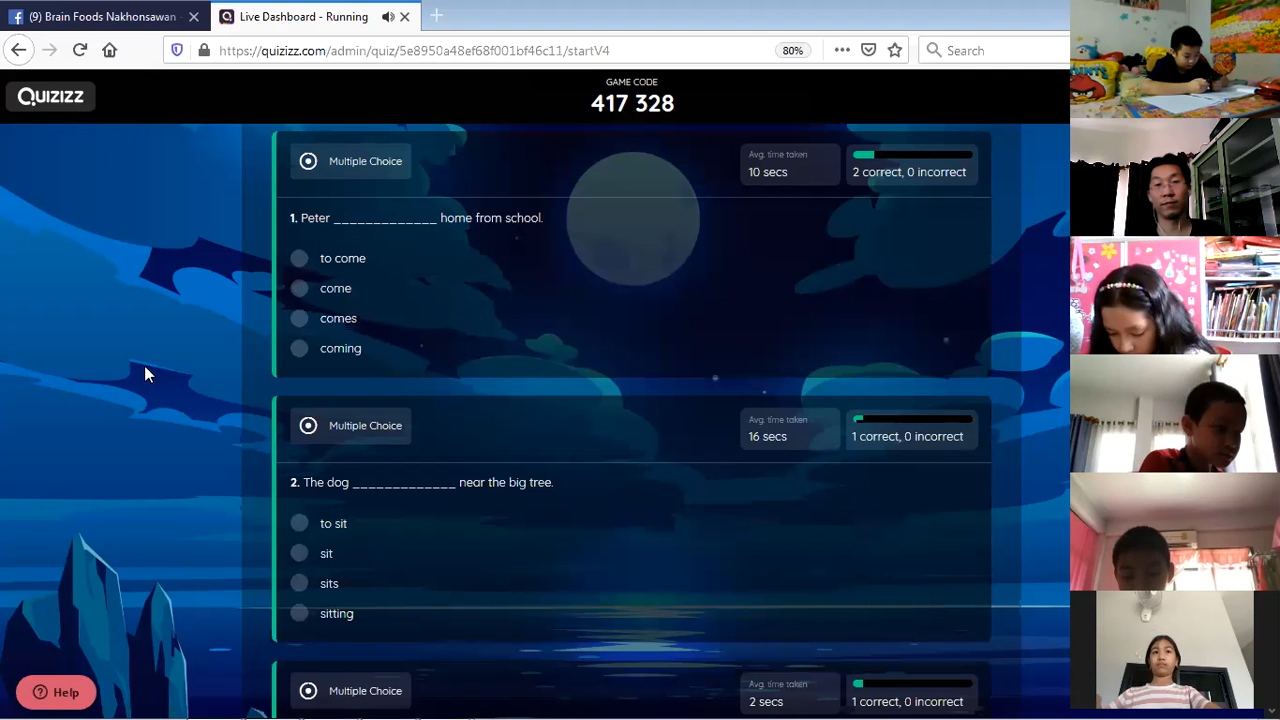 (9) Brain Foods Nakhonsawan -
Live Dashboard - Running
https://quizizz.com/admin/quiz/5e8950a48ef68f001bf46c11/startV4
80%
Search
QUIZIZZ
GAME CODE
417 328
Multiple Choice
Avg. time taken
10 secs
2 correct, 0 incorrect
1. Peter _____________ home from school.
to come
come
comes
coming
Multiple Choice
Avg. time taken
16 secs
1 correct, 0 incorrect
2. The dog _____________ near the big tree.
to sit
sit
sits
sitting
Multiple Choice
Avg. time taken
2 secs
1 correct, 0 incorrect
Help